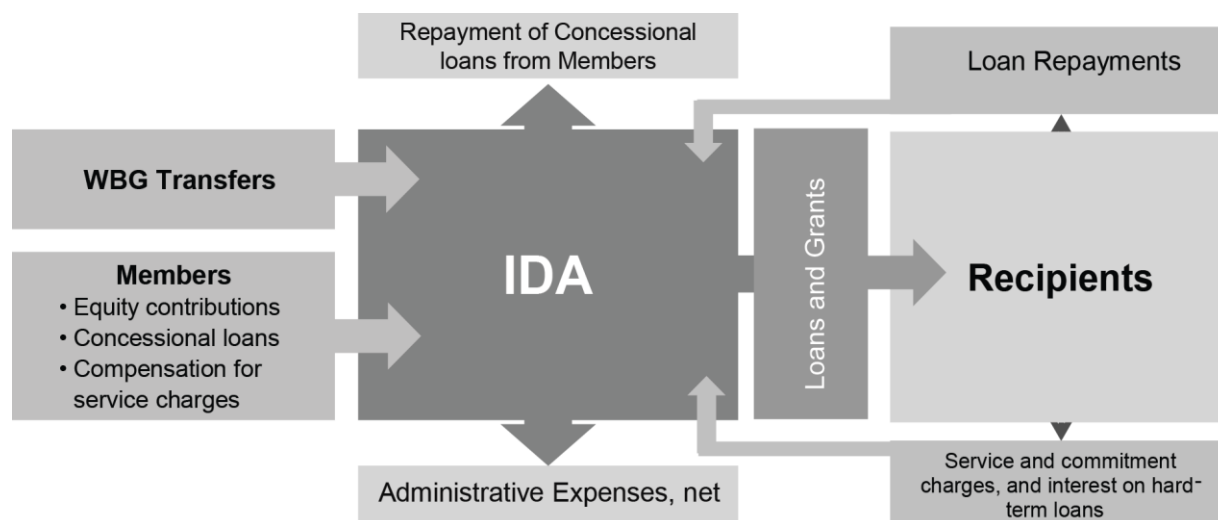 Repayment of Concessional
loans from Members
Loan Repayments
WBG Transfers
Members
• Equity contributions
• Concessional loans
• Compensation for
service charges
IDA
Loans and Grants
Recipients
Administrative Expenses, net
Service and commitment
charges, and interest on hard-
term loans